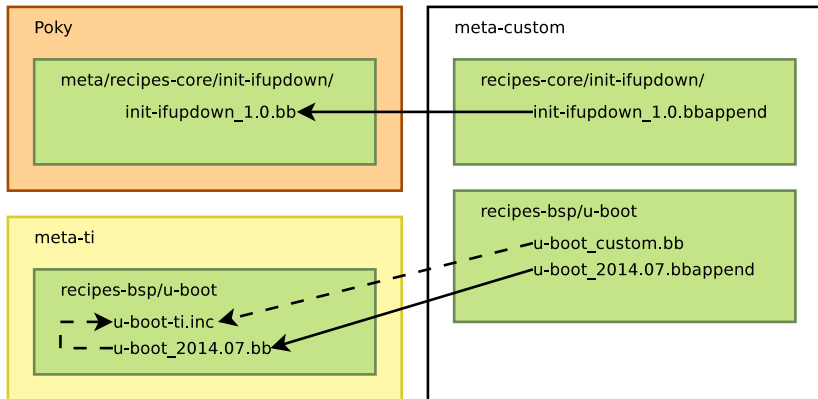 Poky
meta/recipes-core/init-ifupdown/
init-ifupdown_1.0.bb
meta-ti
recipes-bsp/u-boot
u-boot-ti.inc
u-boot_2014.07.bb
meta-custom
recipes-core/init-ifupdown/
init-ifupdown_1.0.bbappend
recipes-bsp/u-boot
u-boot_custom.bb
u-boot_2014.07.bbappend